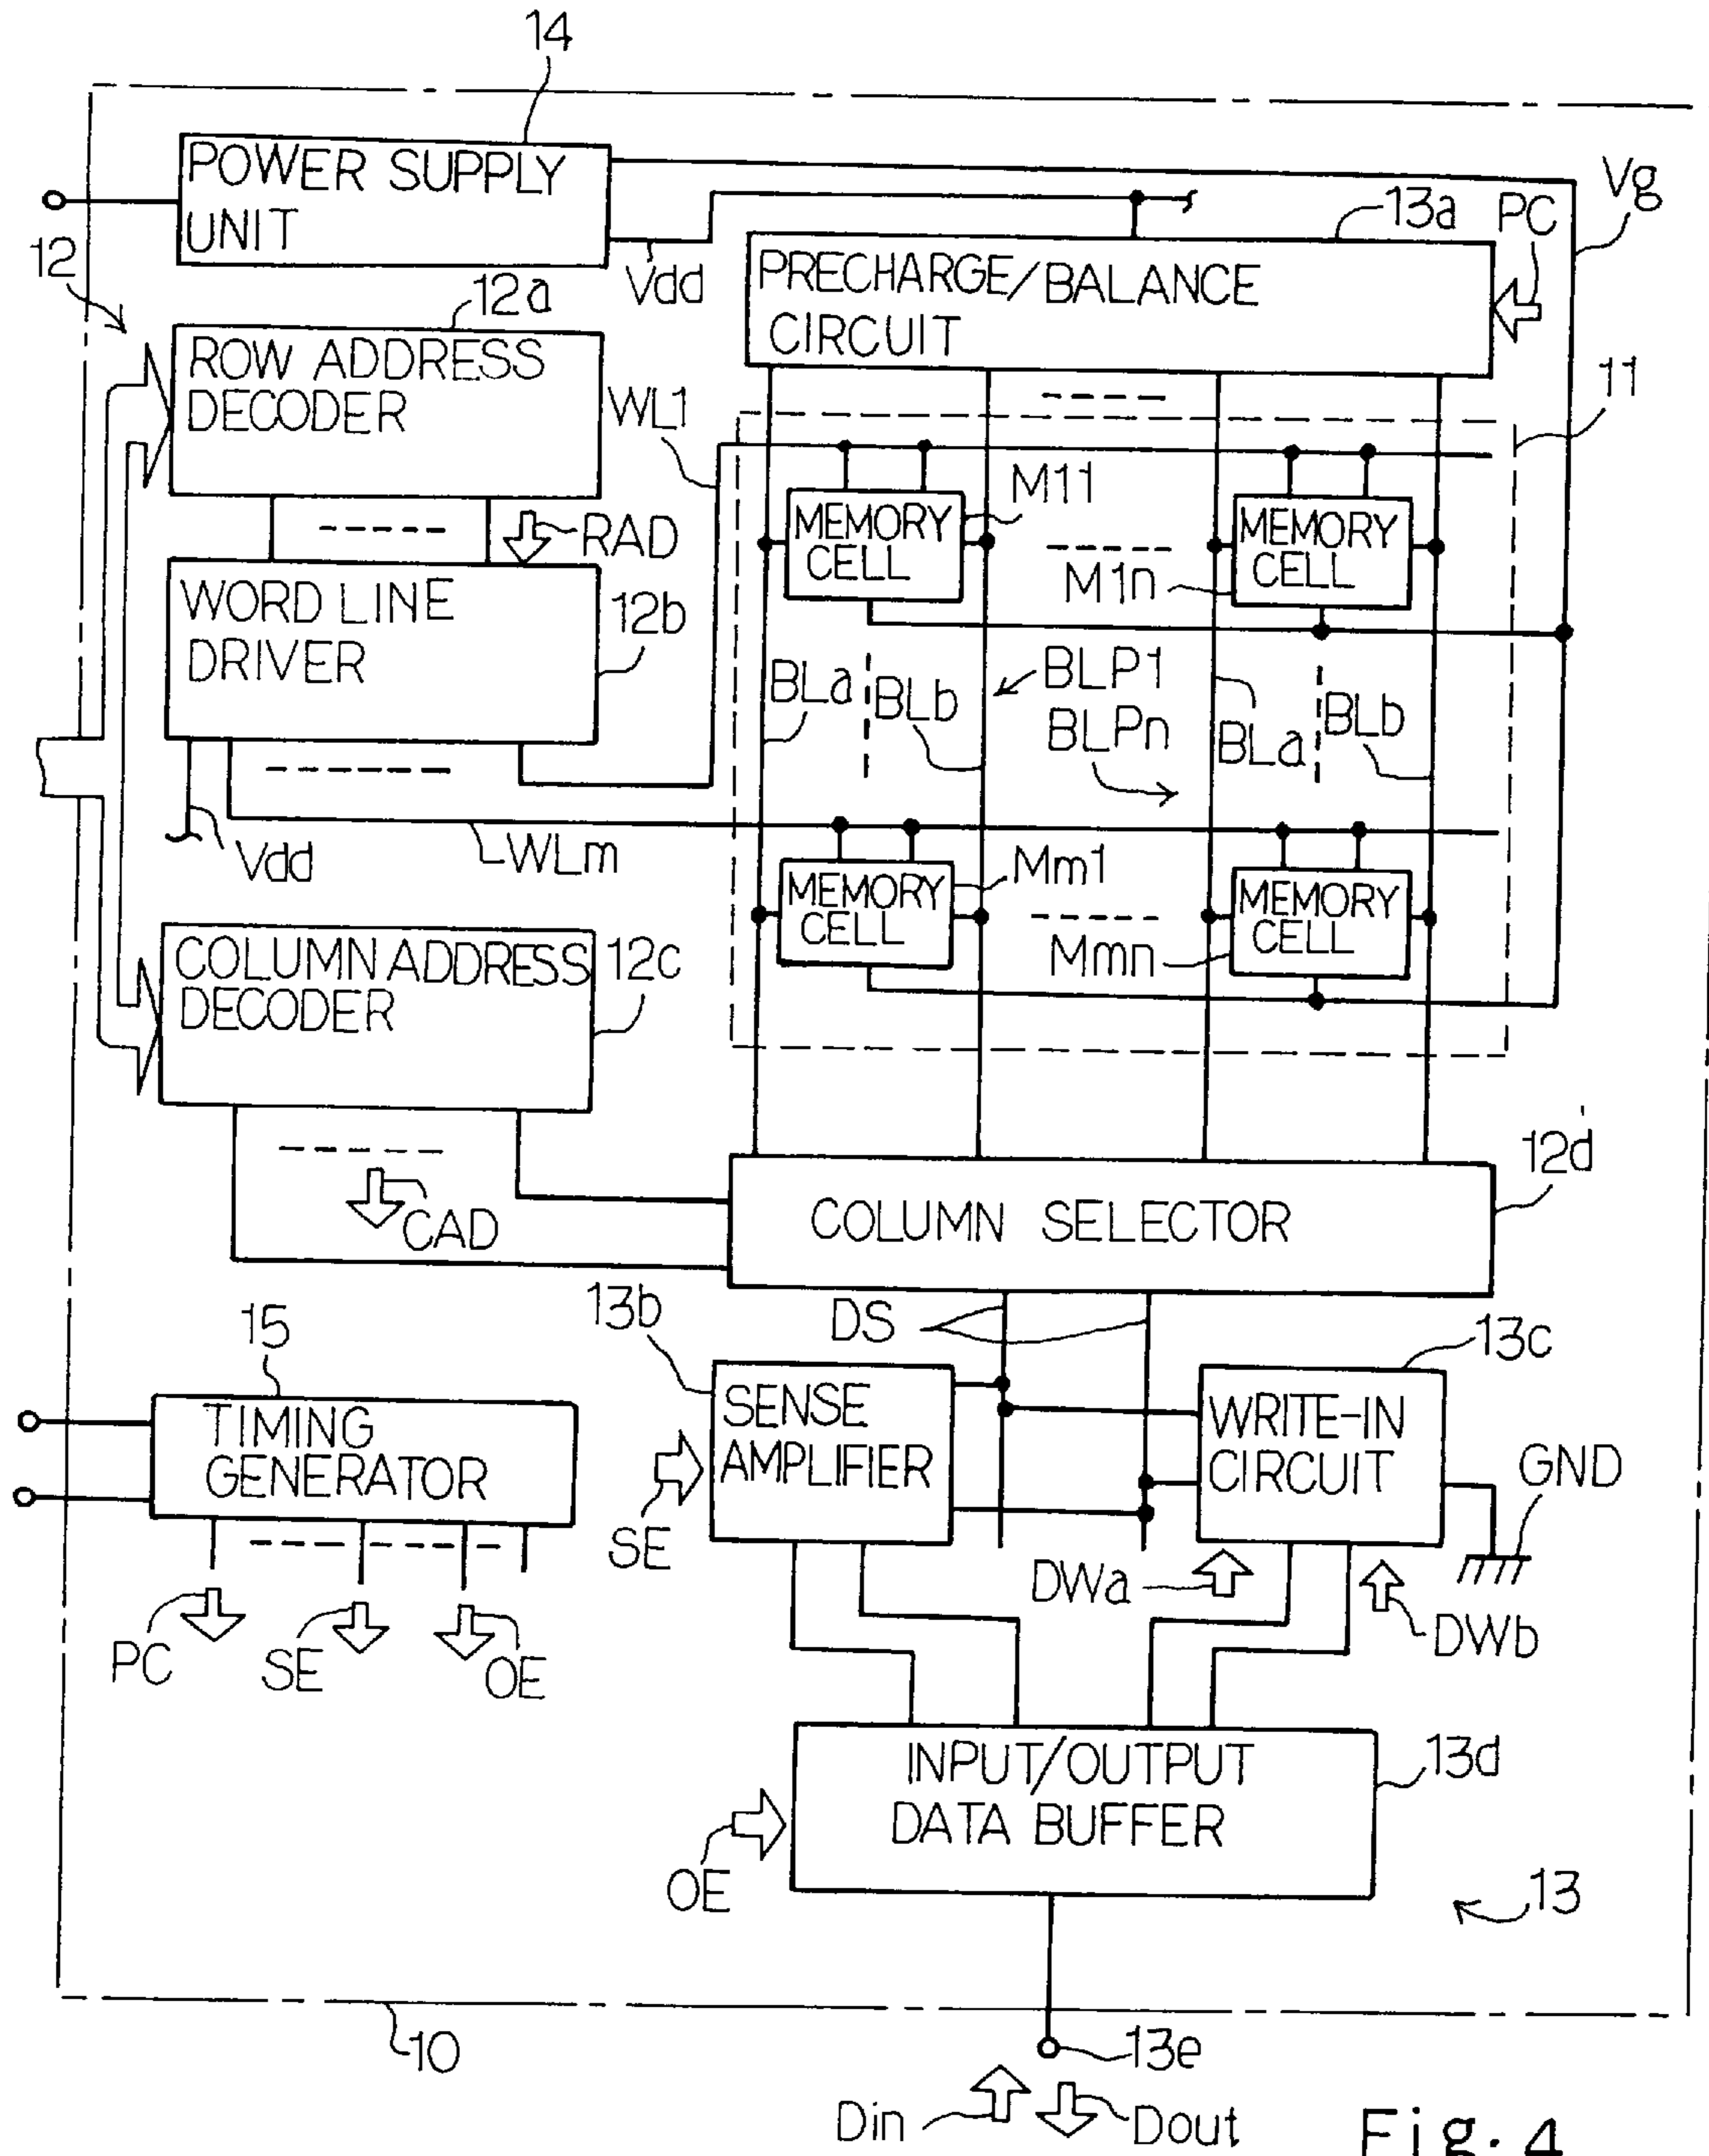 14
POWER SUPPLY
UNIT
Vg
13a
PC
12
Vdd
12a
PRECHARGE/BALANCE
CIRCUIT
ROW ADDRESS
DECODER
WL1
11
M11
MEMORY
CELL
MEMORY
CELL
RAD
M1n
WORD LINE
DRIVER
12b
BLa
BLb
BLP1
BLPn
BLa
BLb
Vdd
WLm
Mm1
MEMORY
CELL
MEMORY
CELL
Mmn
COLUMN ADDRESS
DECODER
12c
12d
CAD
COLUMN SELECTOR
13b
DS
15
13c
TIMING
GENERATOR
SENSE
AMPLIFIER
WRITE-IN
CIRCUIT
GND
SE
DWa
DWb
PC
SE
OE
INPUT/OUTPUT
DATA BUFFER
13d
OE
13
10
13e
Din
Dout
Fig. 4